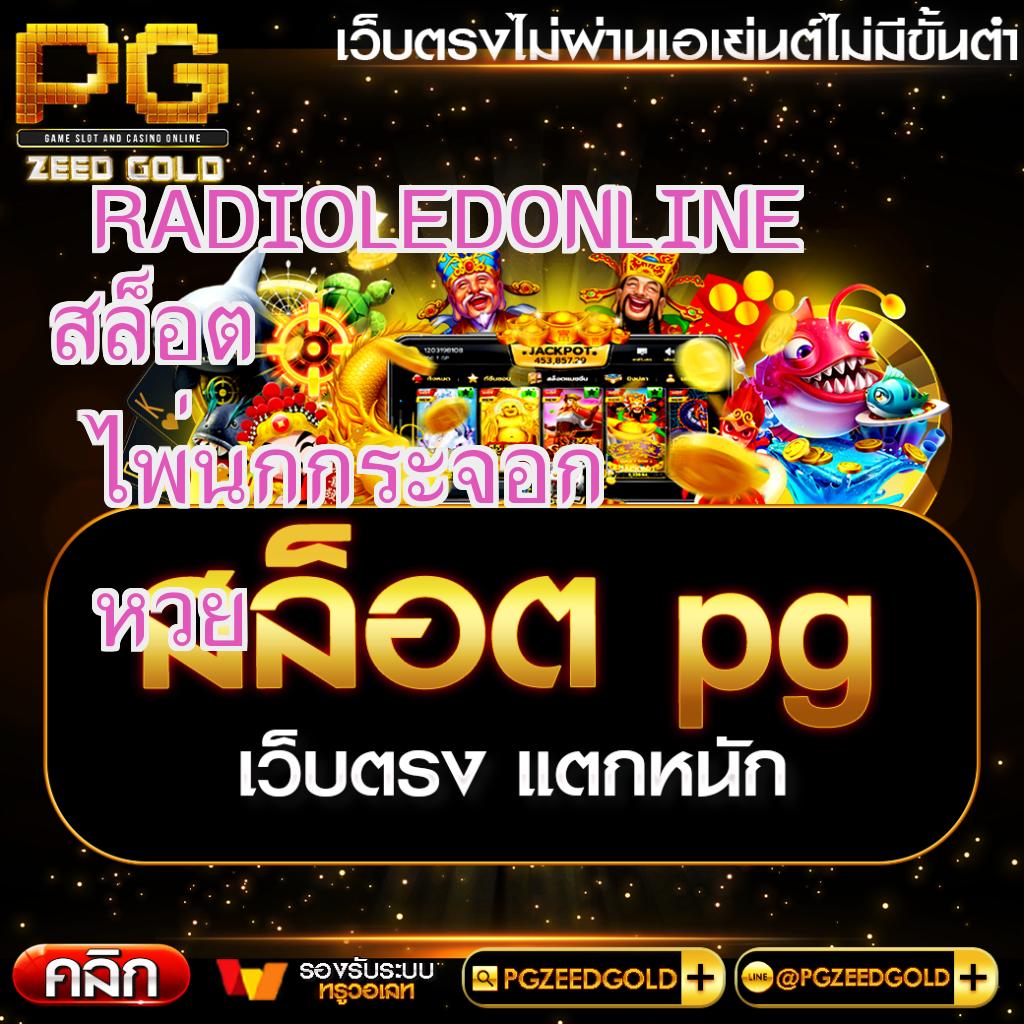 เว็บตรงไม่ผ่านเอเย่นต์ไม่มีขั้นต่ำ
PG
GAME SLOT AND CASINO ONLINE
ZEED GOLD
RADIOLEDONLINE
สล็อต
JACKPOT
453,857.79
ไพ่นกกระจอก
หวย
สล็อต pg
เว็บตรง แตกหนัก
คลิก
รองรับระบบ
ทรูวอเลท
PGZEEDGOLD
LINE @PGZEEDGOLD